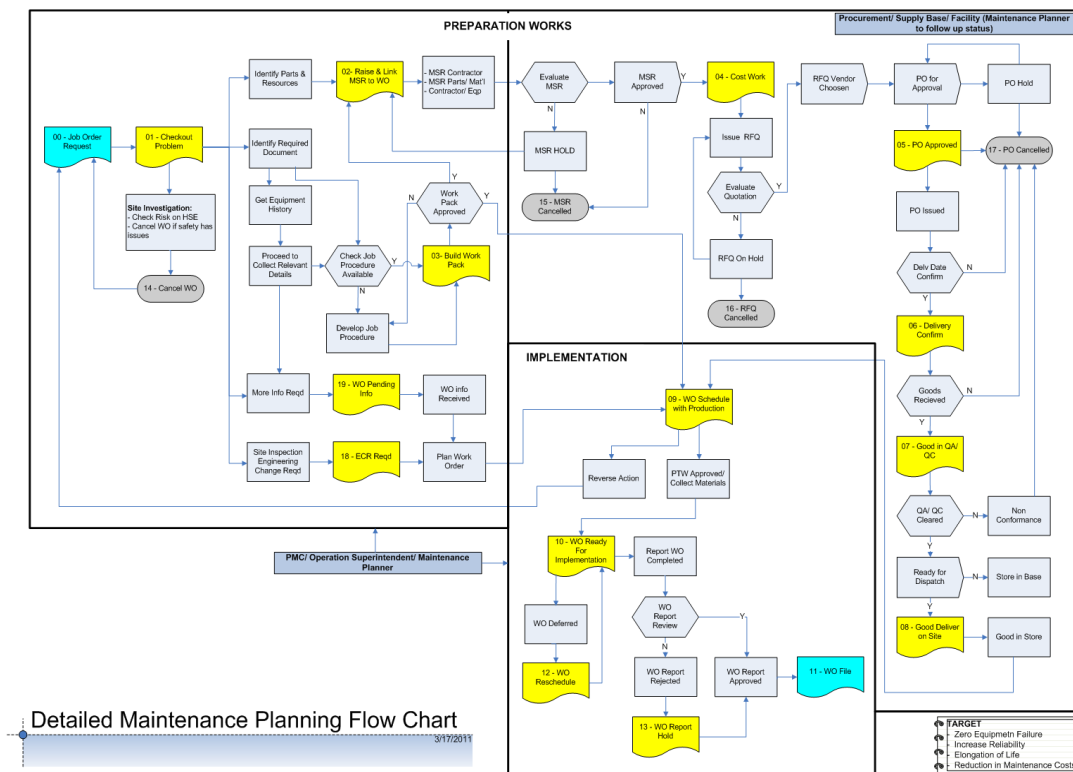 PREPARATION WORKS
Procurement/ Supply Base/ Facility (Maintenance Planner
to follow up status)
00 - Job Order
Request
01 - Checkout
Problem
Site Investigation:
- Check Risk on HSE
- Cancel WO if safety has
issues
14 - Cancel WO
Identify Parts &
Resources
02- Raise & Link
MSR to WO
- MSR Contractor
- MSR Parts/ Mat'l
- Contractor/ Eqp
Identify Required
Document
Get Equipment
History
Proceed to
Collect Relevant
Details
Check Job
Procedure
Available
Y
N
Develop Job
Procedure
03- Build Work
Pack
Work
Pack
Approved
Y
N
Y
More Info Reqd
19 - WO Pending
Info
WO info
Received
Site Inspection
Engineering
Change Reqd
18 - ECR Reqd
Plan Work
Order
Evaluate
MSR
N
MSR HOLD
N
15 - MSR
Cancelled
MSR
Approved
Y
N
04 - Cost Work
Issue RFQ
Evaluate
Quotation
Y
N
N
RFQ On Hold
16 - RFQ
Cancelled
RFQ Vendor
Choosen
PO for
Approval
PO Hold
05 - PO Approved
17 - PO Cancelled
PO Issued
Delv Date
Confirm
N
Y
06 - Delivery
Confirm
Goods
Recieved
N
Y
07 - Good in QA/
QC
QA/ QC
Cleared
N
Non
Conformance
Y
Ready for
Dispatch
N
Store in Base
Y
08 - Good Deliver
on Site
Good in Store
IMPLEMENTATION
09 - WO Schedule
with Production
Reverse Action
PTW Approved/
Collect Materials
10 - WO Ready
For
Implementation
Report WO
Completed
WO Deferred
12 - WO
Reschedule
WO
Report
Review
Y
N
WO Report
Rejected
WO Report
Approved
11 - WO File
13 - WO Report
Hold
PMC/ Operation Superintendent/ Maintenance
Planner
Detailed Maintenance Planning Flow Chart
3/17/2011
TARGET
- Zero Equipmetn Failure
- Increase Reliability
- Elongation of Life
- Reduction in Maintenance Costs